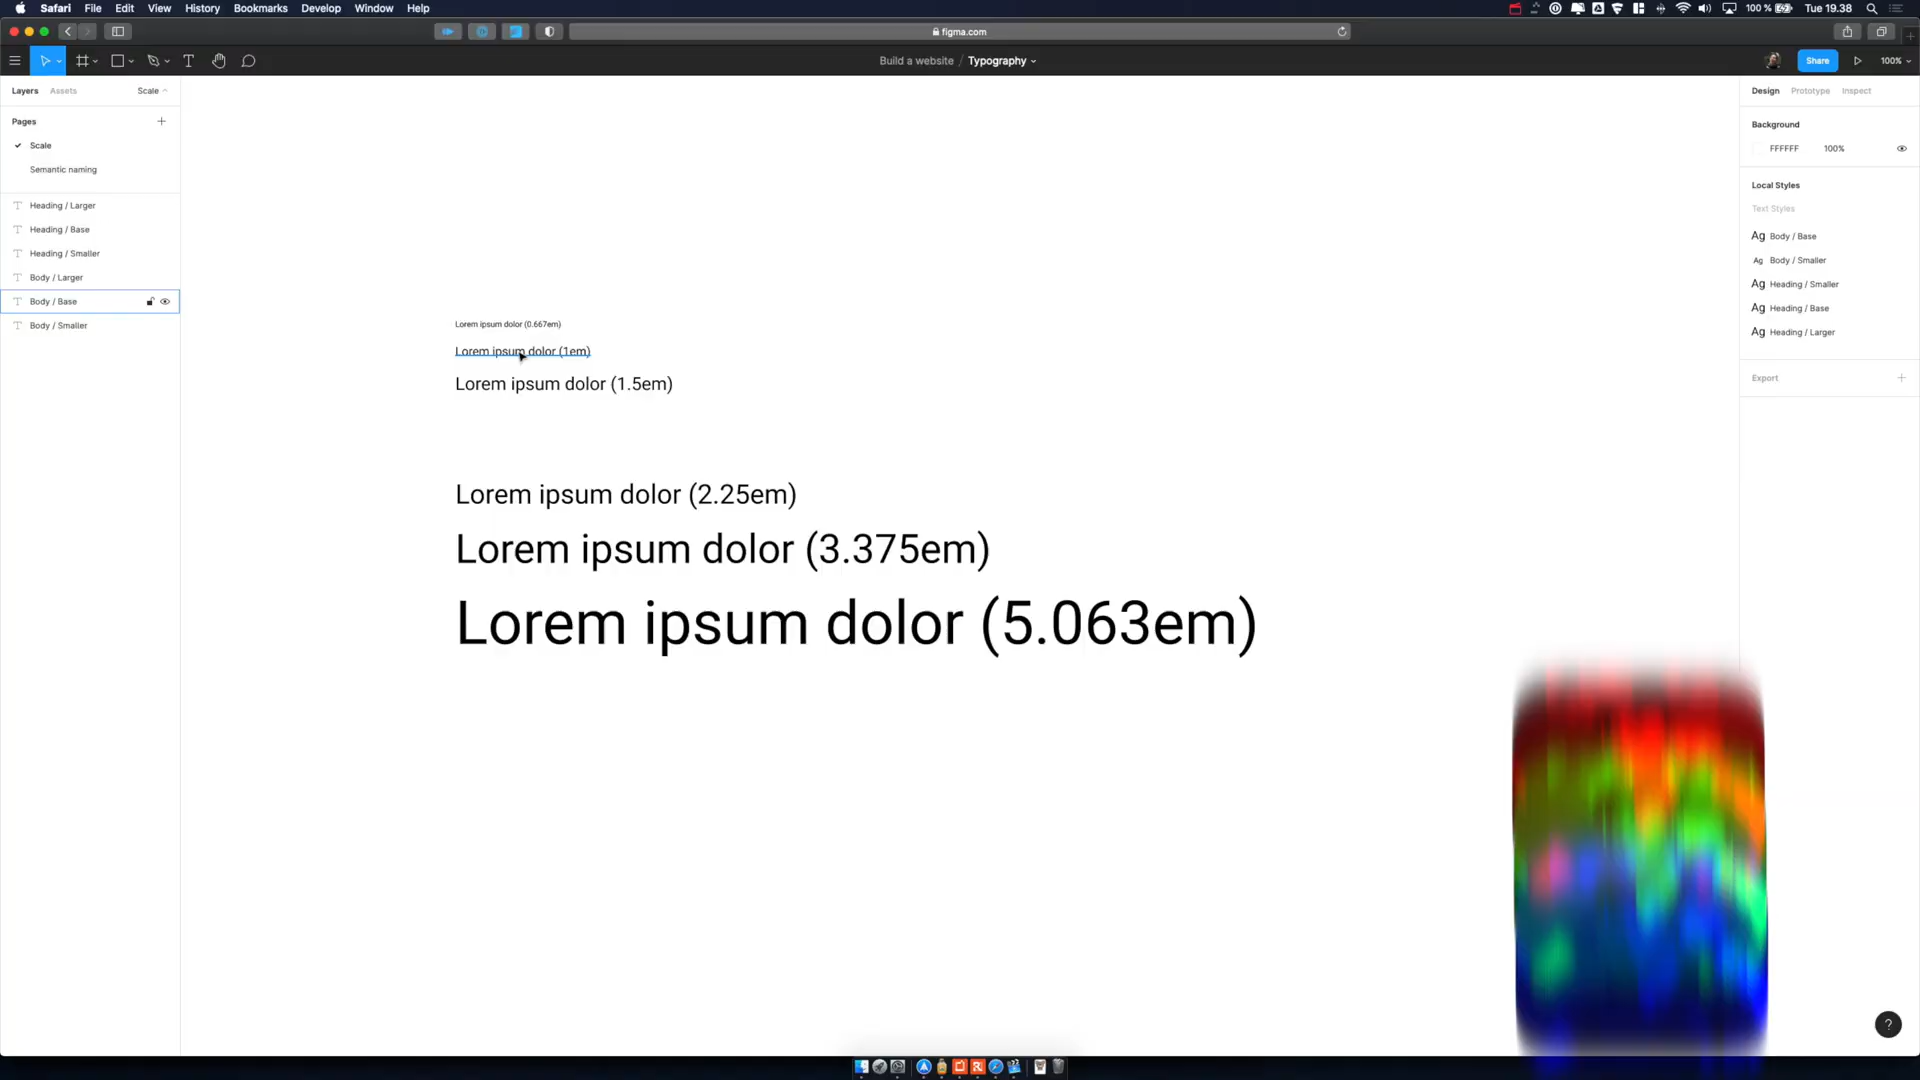 Safari File Edit View History Bookmarks Develop Window Help 100 % Tue 19.38
figma.com
Build a website / Typography Share 100%
Layers Assets Scale
Pages
Scale
Semantic naming
Heading / Larger
Heading / Base
Heading / Smaller
Body / Larger
Body / Base
Body / Smaller
Lorem ipsum dolor (0.667em)
Lorem ipsum dolor (1em)
Lorem ipsum dolor (1.5em)
Lorem ipsum dolor (2.25em)
Lorem ipsum dolor (3.375em)
Lorem ipsum dolor (5.063em)
Design Prototype Inspect
Background
FFFFFF 100%
Local Styles
Text Styles
Ag Body / Base
Ag Body / Smaller
Ag Heading / Smaller
Ag Heading / Base
Ag Heading / Larger
Export
?